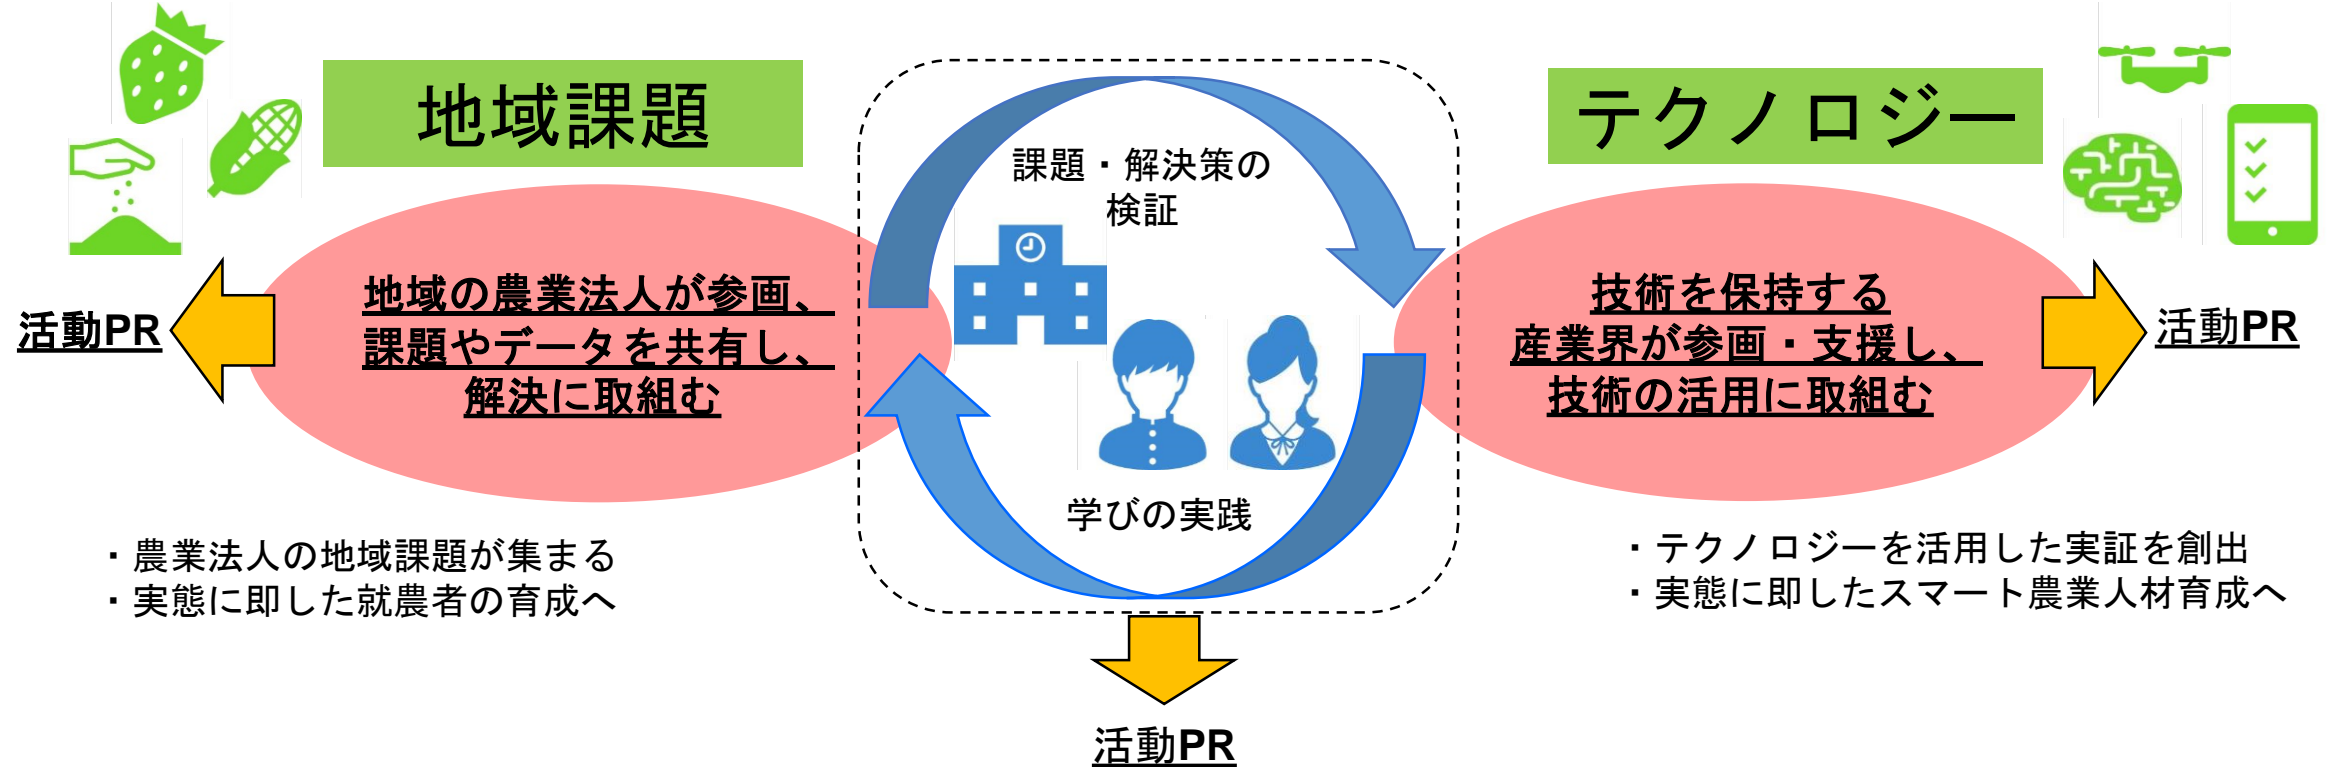 地域課題
テクノロジー
課題・解決策の
検証
地域の農業法人が参画、
課題やデータを共有し、
解決に取組む
技術を保持する
産業界が参画・支援し、
技術の活用に取組む
活動PR
活動PR
学びの実践
・農業法人の地域課題が集まる
・実態に即した就農者の育成へ
・テクノロジーを活用した実証を創出
・実態に即したスマート農業人材育成へ
活動PR